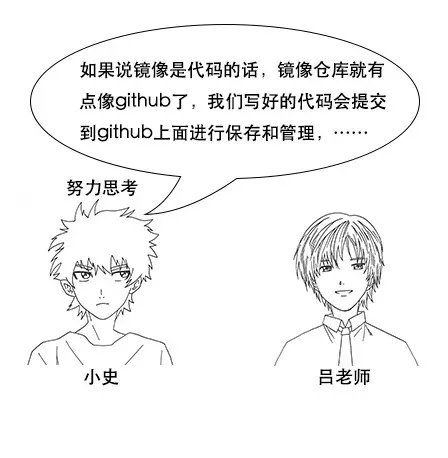 如果说镜像是代码的话，镜像仓库就有
点像github了，我们写好的代码会提交
到github上面进行保存和管理，……
努力思考
小史
吕老师